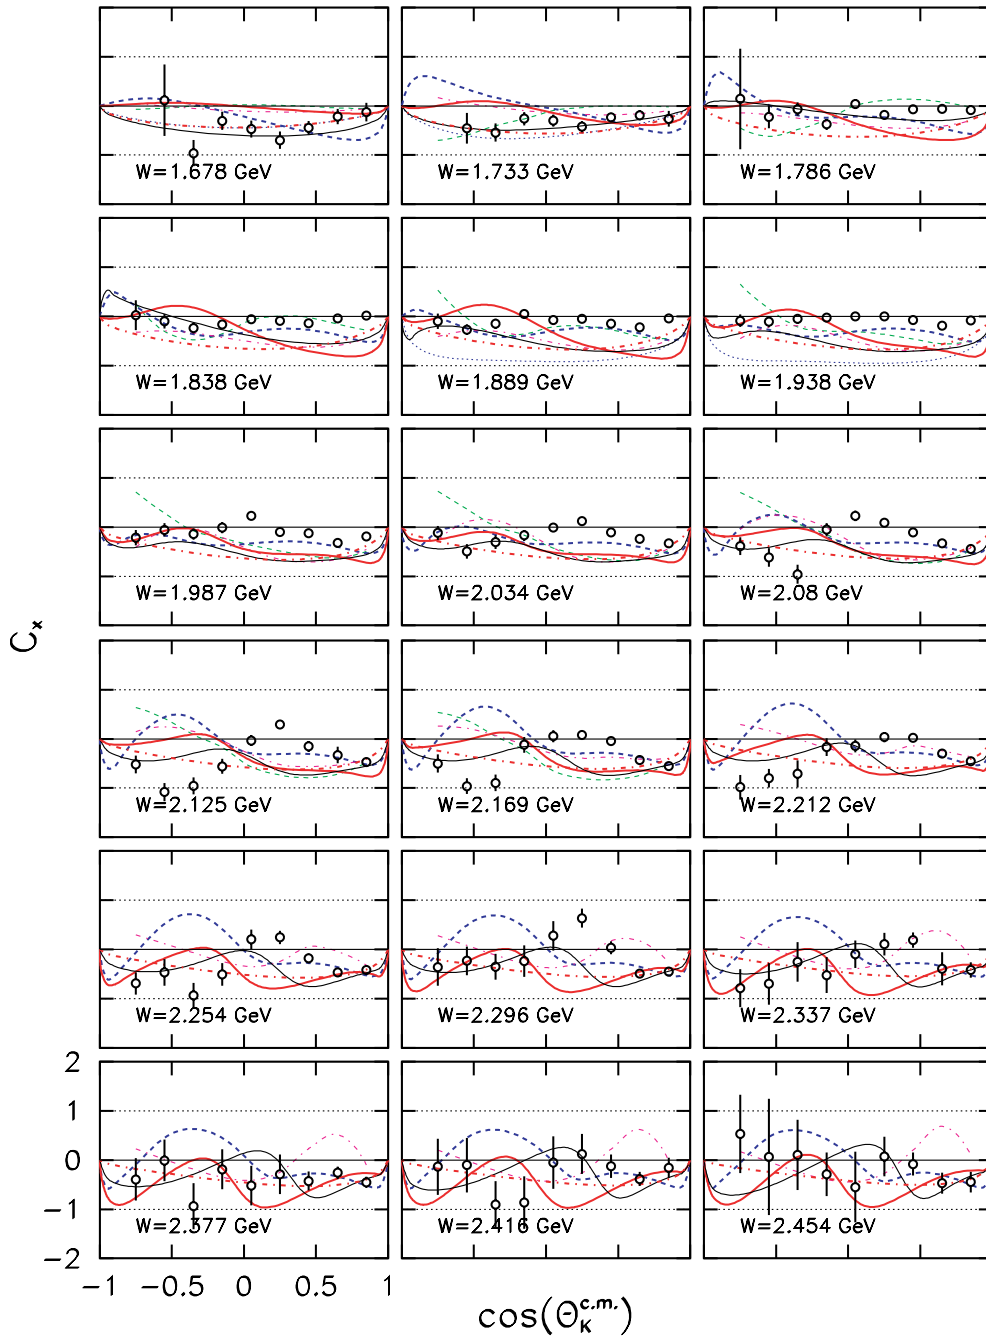 W=1.678 GeV
W=1.733 GeV
W=1.786 GeV
W=1.838 GeV
W=1.889 GeV
W=1.938 GeV
W=1.987 GeV
W=2.034 GeV
W=2.08 GeV
C_x
W=2.125 GeV
W=2.169 GeV
W=2.212 GeV
W=2.254 GeV
W=2.296 GeV
W=2.337 GeV
2
1
0
-1
-2
W=2.377 GeV
W=2.416 GeV
W=2.454 GeV
-1 -0.5 0 0.5 1
cos(Θ_K^{c.m.})